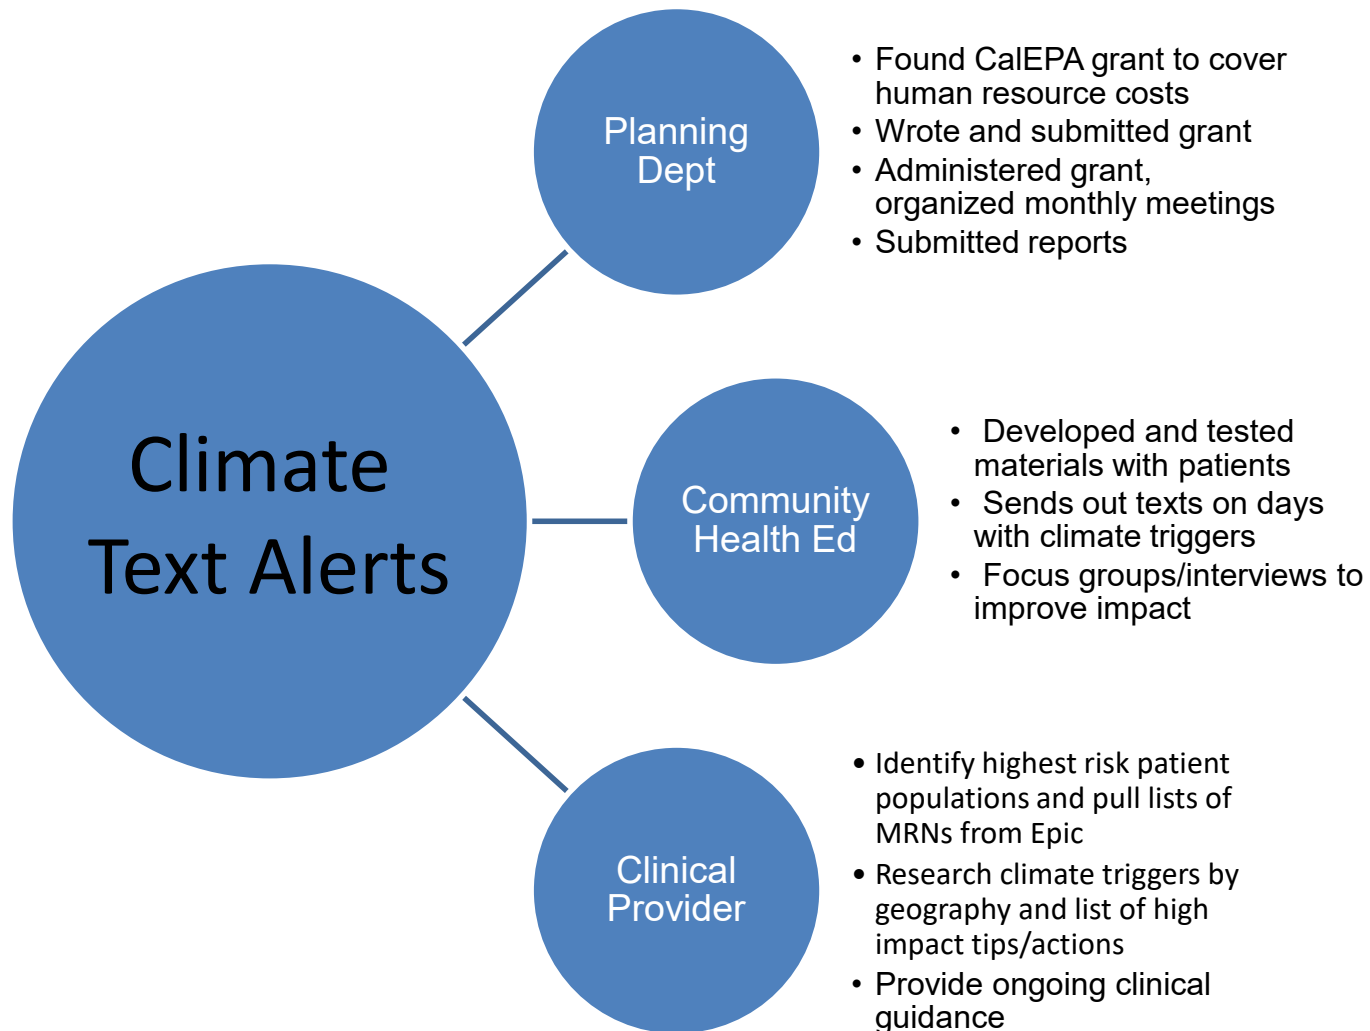 Climate
Text Alerts
Planning
Dept
• Found CalEPA grant to cover
human resource costs
• Wrote and submitted grant
• Administered grant,
organized monthly meetings
• Submitted reports
Community
Health Ed
• Developed and tested
materials with patients
• Sends out texts on days
with climate triggers
• Focus groups/interviews to
improve impact
Clinical
Provider
• Identify highest risk patient
populations and pull lists of
MRNs from Epic
• Research climate triggers by
geography and list of high
impact tips/actions
• Provide ongoing clinical
guidance